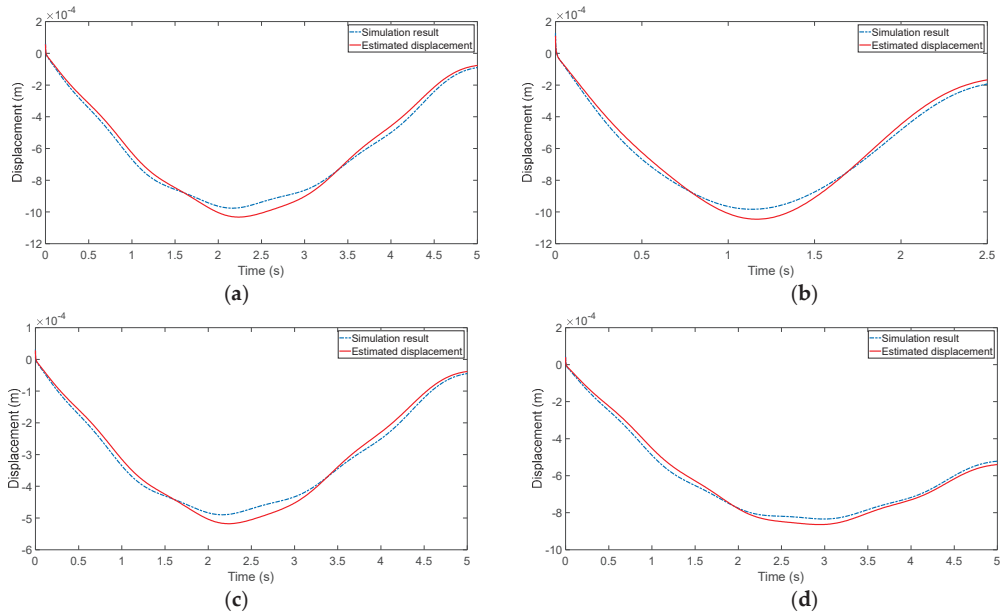 ×10⁻⁴
2
0
-2
-4
-6
-8
-10
-12
Displacement (m)
0 0.5 1 1.5 2 2.5 3 3.5 4 4.5 5
Time (s)
Simulation result
Estimated displacement
(a)
×10⁻⁴
2
0
-2
-4
-6
-8
-10
-12
Displacement (m)
0 0.5 1 1.5 2 2.5
Time (s)
Simulation result
Estimated displacement
(b)
×10⁻⁴
1
0
-1
-2
-3
-4
-5
-6
Displacement (m)
0 0.5 1 1.5 2 2.5 3 3.5 4 4.5 5
Time (s)
Simulation result
Estimated displacement
(c)
×10⁻⁴
2
0
-2
-4
-6
-8
-10
Displacement (m)
0 0.5 1 1.5 2 2.5 3 3.5 4 4.5 5
Time (s)
Simulation result
Estimated displacement
(d)